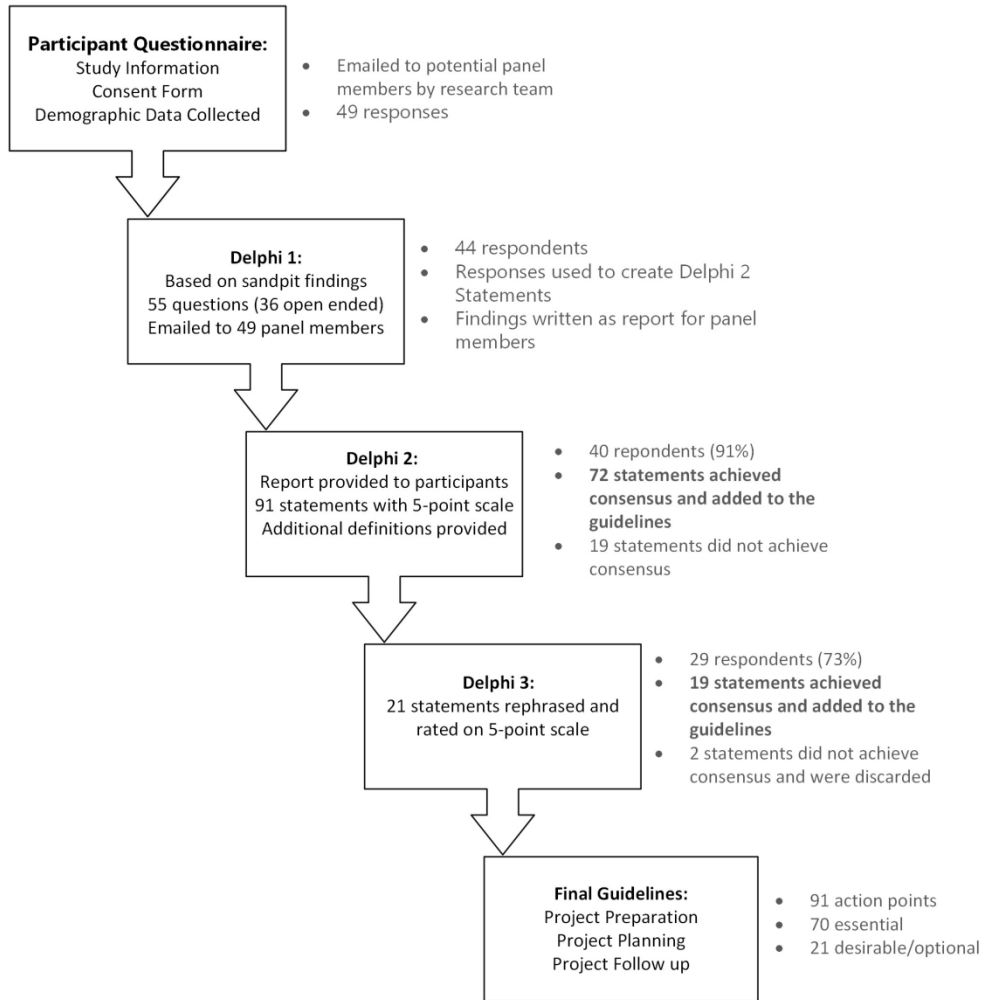 Participant Questionnaire:
Study Information
Consent Form
Demographic Data Collected
• Emailed to potential panel
members by research team
• 49 responses
Delphi 1:
Based on sandpit findings
55 questions (36 open ended)
Emailed to 49 panel members
• 44 respondents
• Responses used to create Delphi 2
Statements
• Findings written as report for panel
members
Delphi 2:
Report provided to participants
91 statements with 5-point scale
Additional definitions provided
• 40 repondents (91%)
• 72 statements achieved
consensus and added to the
guidelines
• 19 statements did not achieve
consensus
Delphi 3:
21 statements rephrased and
rated on 5-point scale
• 29 respondents (73%)
• 19 statements achieved
consensus and added to the
guidelines
• 2 statements did not achieve
consensus and were discarded
Final Guidelines:
Project Preparation
Project Planning
Project Follow up
• 91 action points
• 70 essential
• 21 desirable/optional